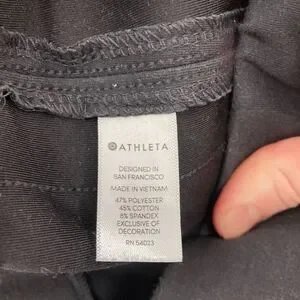 ATHLETA
DESIGNED IN
SAN FRANCISCO
MADE IN VIETNAM
47% POLYESTER
45% COTTON
8% SPANDEX
EXCLUSIVE OF
DECORATION
RN 54023